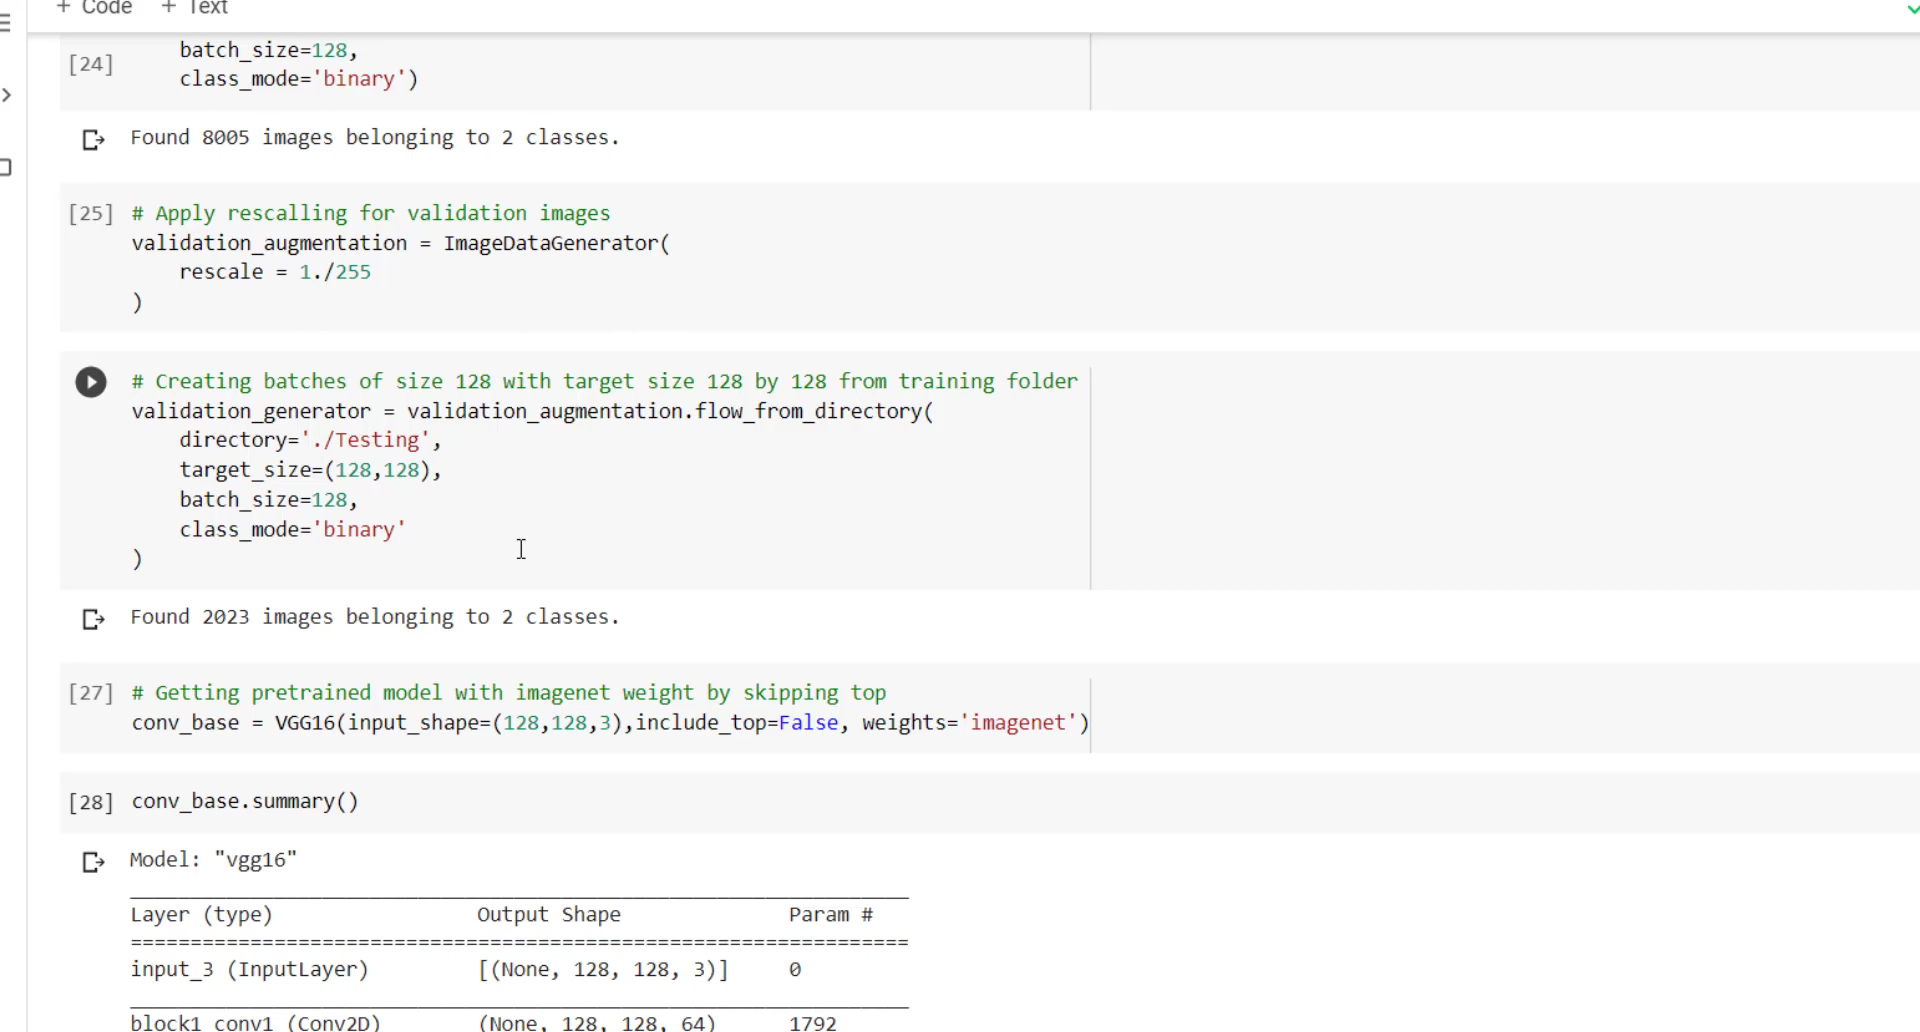 + Code + Text
[24] batch_size=128,
class_mode='binary')
Found 8005 images belonging to 2 classes.
[25] # Apply rescalling for validation images
validation_augmentation = ImageDataGenerator(
rescale = 1./255
)
# Creating batches of size 128 with target size 128 by 128 from training folder
validation_generator = validation_augmentation.flow_from_directory(
directory='./Testing',
target_size=(128,128),
batch_size=128,
class_mode='binary'
)
Found 2023 images belonging to 2 classes.
[27] # Getting pretrained model with imagenet weight by skipping top
conv_base = VGG16(input_shape=(128,128,3),include_top=False, weights='imagenet')
[28] conv_base.summary()
Model: "vgg16"
Layer (type) Output Shape Param #
=================================================================
input_3 (InputLayer) [(None, 128, 128, 3)] 0
block1_conv1 (Conv2D) (None, 128, 128, 64) 1792